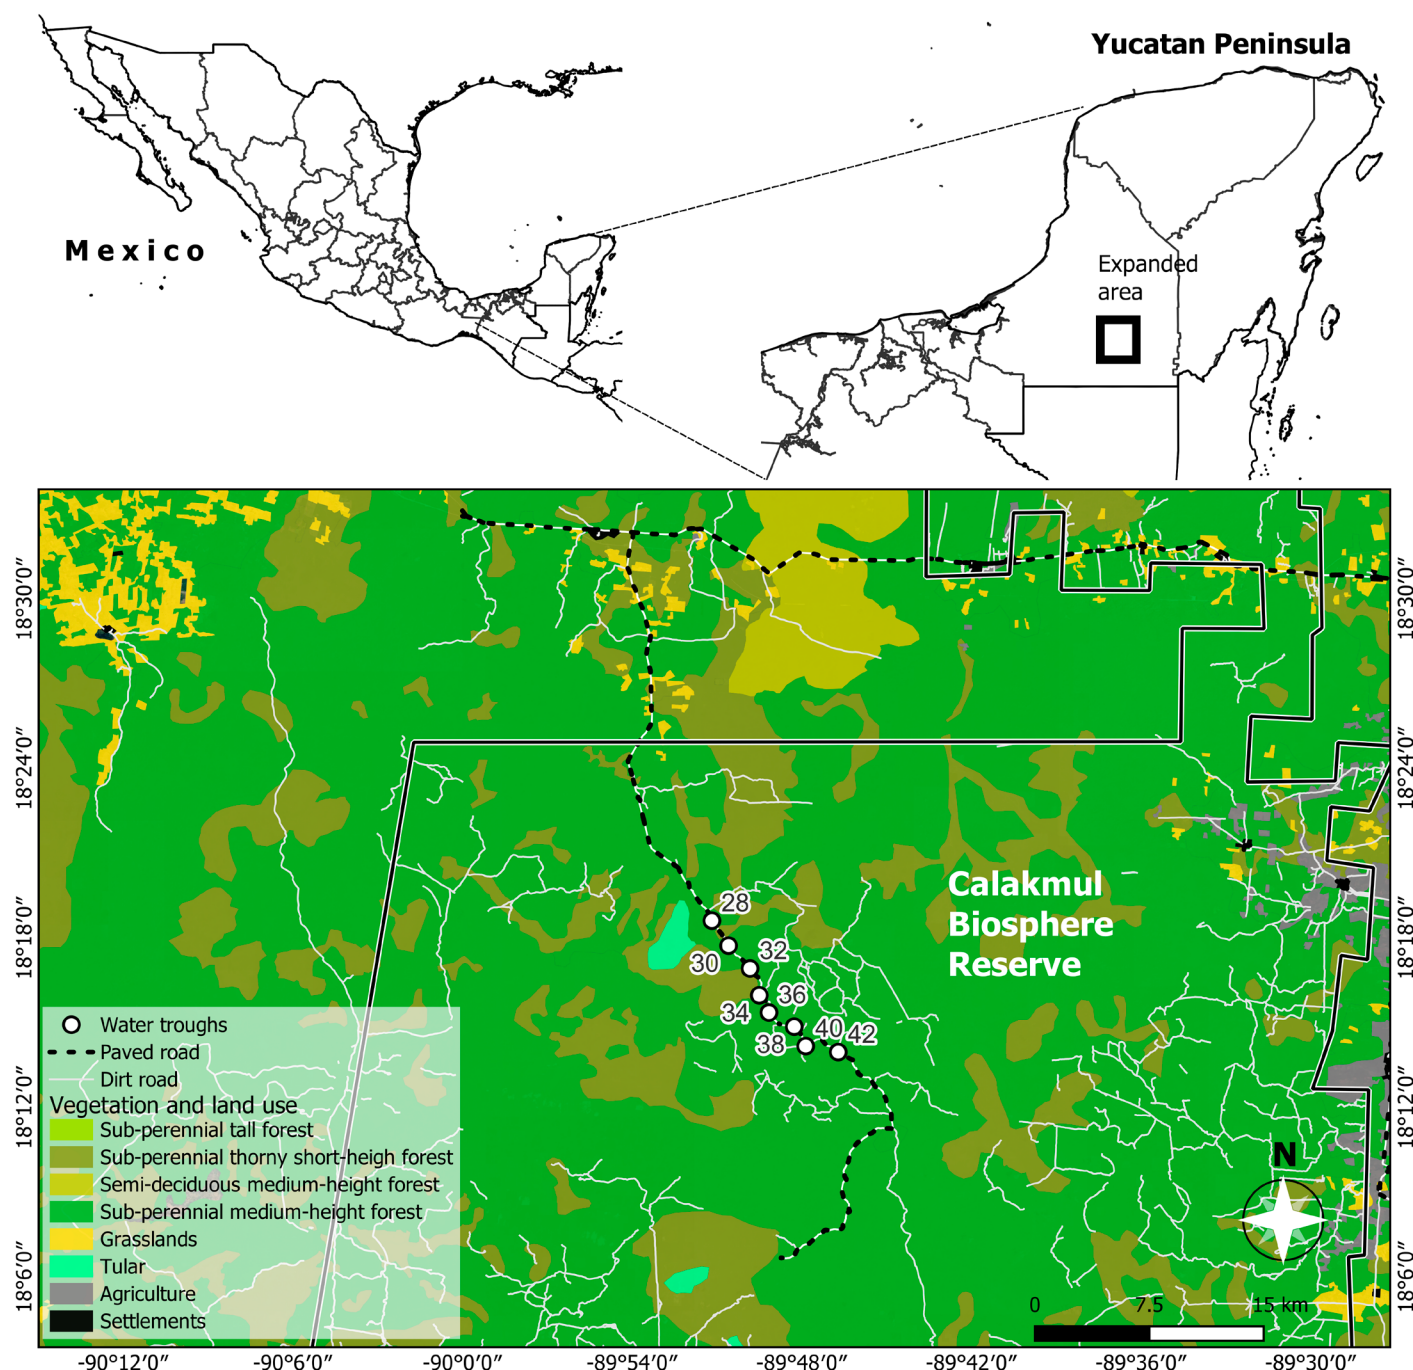 Yucatan Peninsula
Mexico
Expanded
area
18°30′0″
18°24′0″
18°18′0″
18°12′0″
18°6′0″
18°30′0″
18°24′0″
18°18′0″
18°12′0″
18°6′0″
Calakmul
Biosphere
Reserve
28
30
32
34
36
38
40
42
Water troughs
Paved road
Dirt road
Vegetation and land use
Sub-perennial tall forest
Sub-perennial thorny short-heigh forest
Semi-deciduous medium-height forest
Sub-perennial medium-height forest
Grasslands
Tular
Agriculture
Settlements
N
0 7.5 15 km
-90°12′0″ -90°6′0″ -90°0′0″ -89°54′0″ -89°48′0″ -89°42′0″ -89°36′0″ -89°30′0″